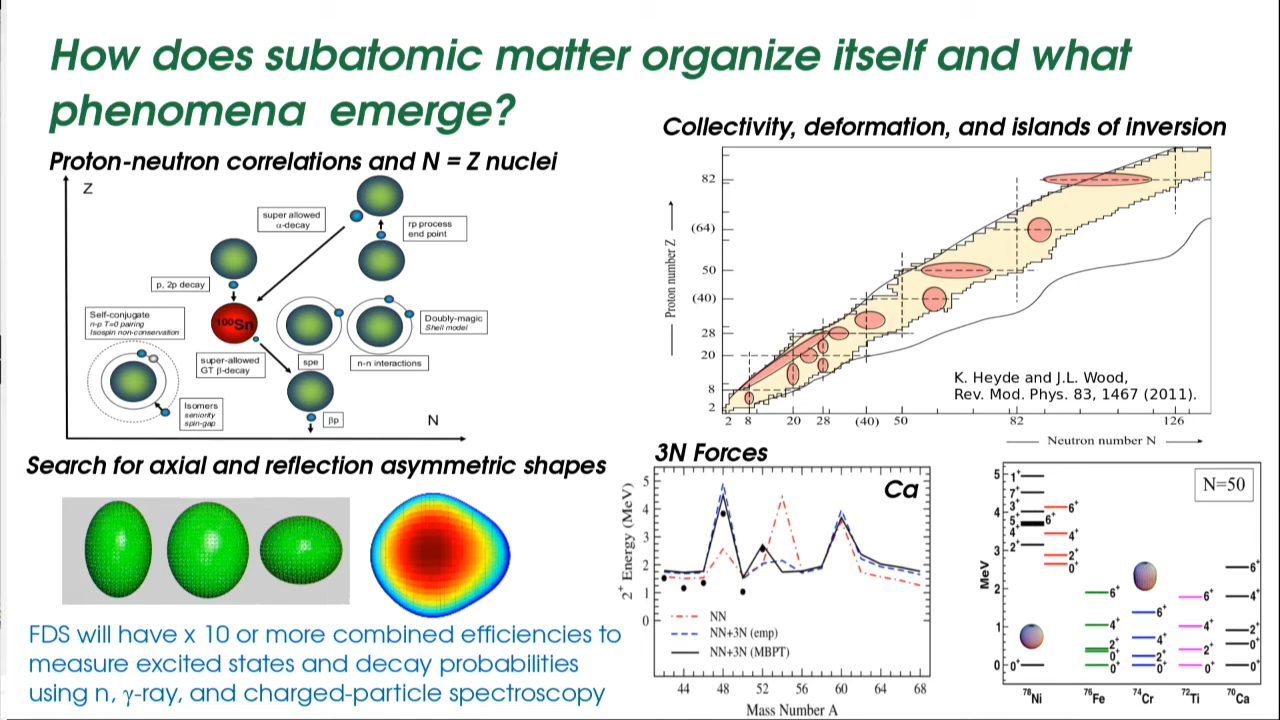 How does subatomic matter organize itself and what
phenomena emerge?
Proton-neutron correlations and N = Z nuclei
Z
super allowed
α-decay
rp process
end point
p, 2p decay
Self-conjugate
n-p T=0 pairing
Isospin non-conservation
100Sn
Doubly-magic
Shell model
super-allowed
GT β-decay
spe
n-n interactions
Isomers
seniority
spin-gap
βp
N
Collectivity, deformation, and islands of inversion
Proton number Z
82
(64)
50
(40)
28
20
8
2
2 8 20 28 (40) 50 82 126
Neutron number N
K. Heyde and J.L. Wood,
Rev. Mod. Phys. 83, 1467 (2011).
Search for axial and reflection asymmetric shapes
FDS will have x 10 or more combined efficiencies to
measure excited states and decay probabilities
using n, γ-ray, and charged-particle spectroscopy
3N Forces
Ca
2+ Energy (MeV)
5
4
3
2
1
0
NN
NN+3N (emp)
NN+3N (MBPT)
44 48 52 56 60 64 68
Mass Number A
N=50
MeV
5
4
3
2
1
0
1+
7+
3+
5+
4+
2+
0+
6+
6+
4+
2+
0+
6+
4+
2+
0+
0+
6+
4+
2+
0+
6+
4+
2+
0+
6+
4+
2+
0+
0+
78Ni 76Fe 74Cr 72Ti 70Ca